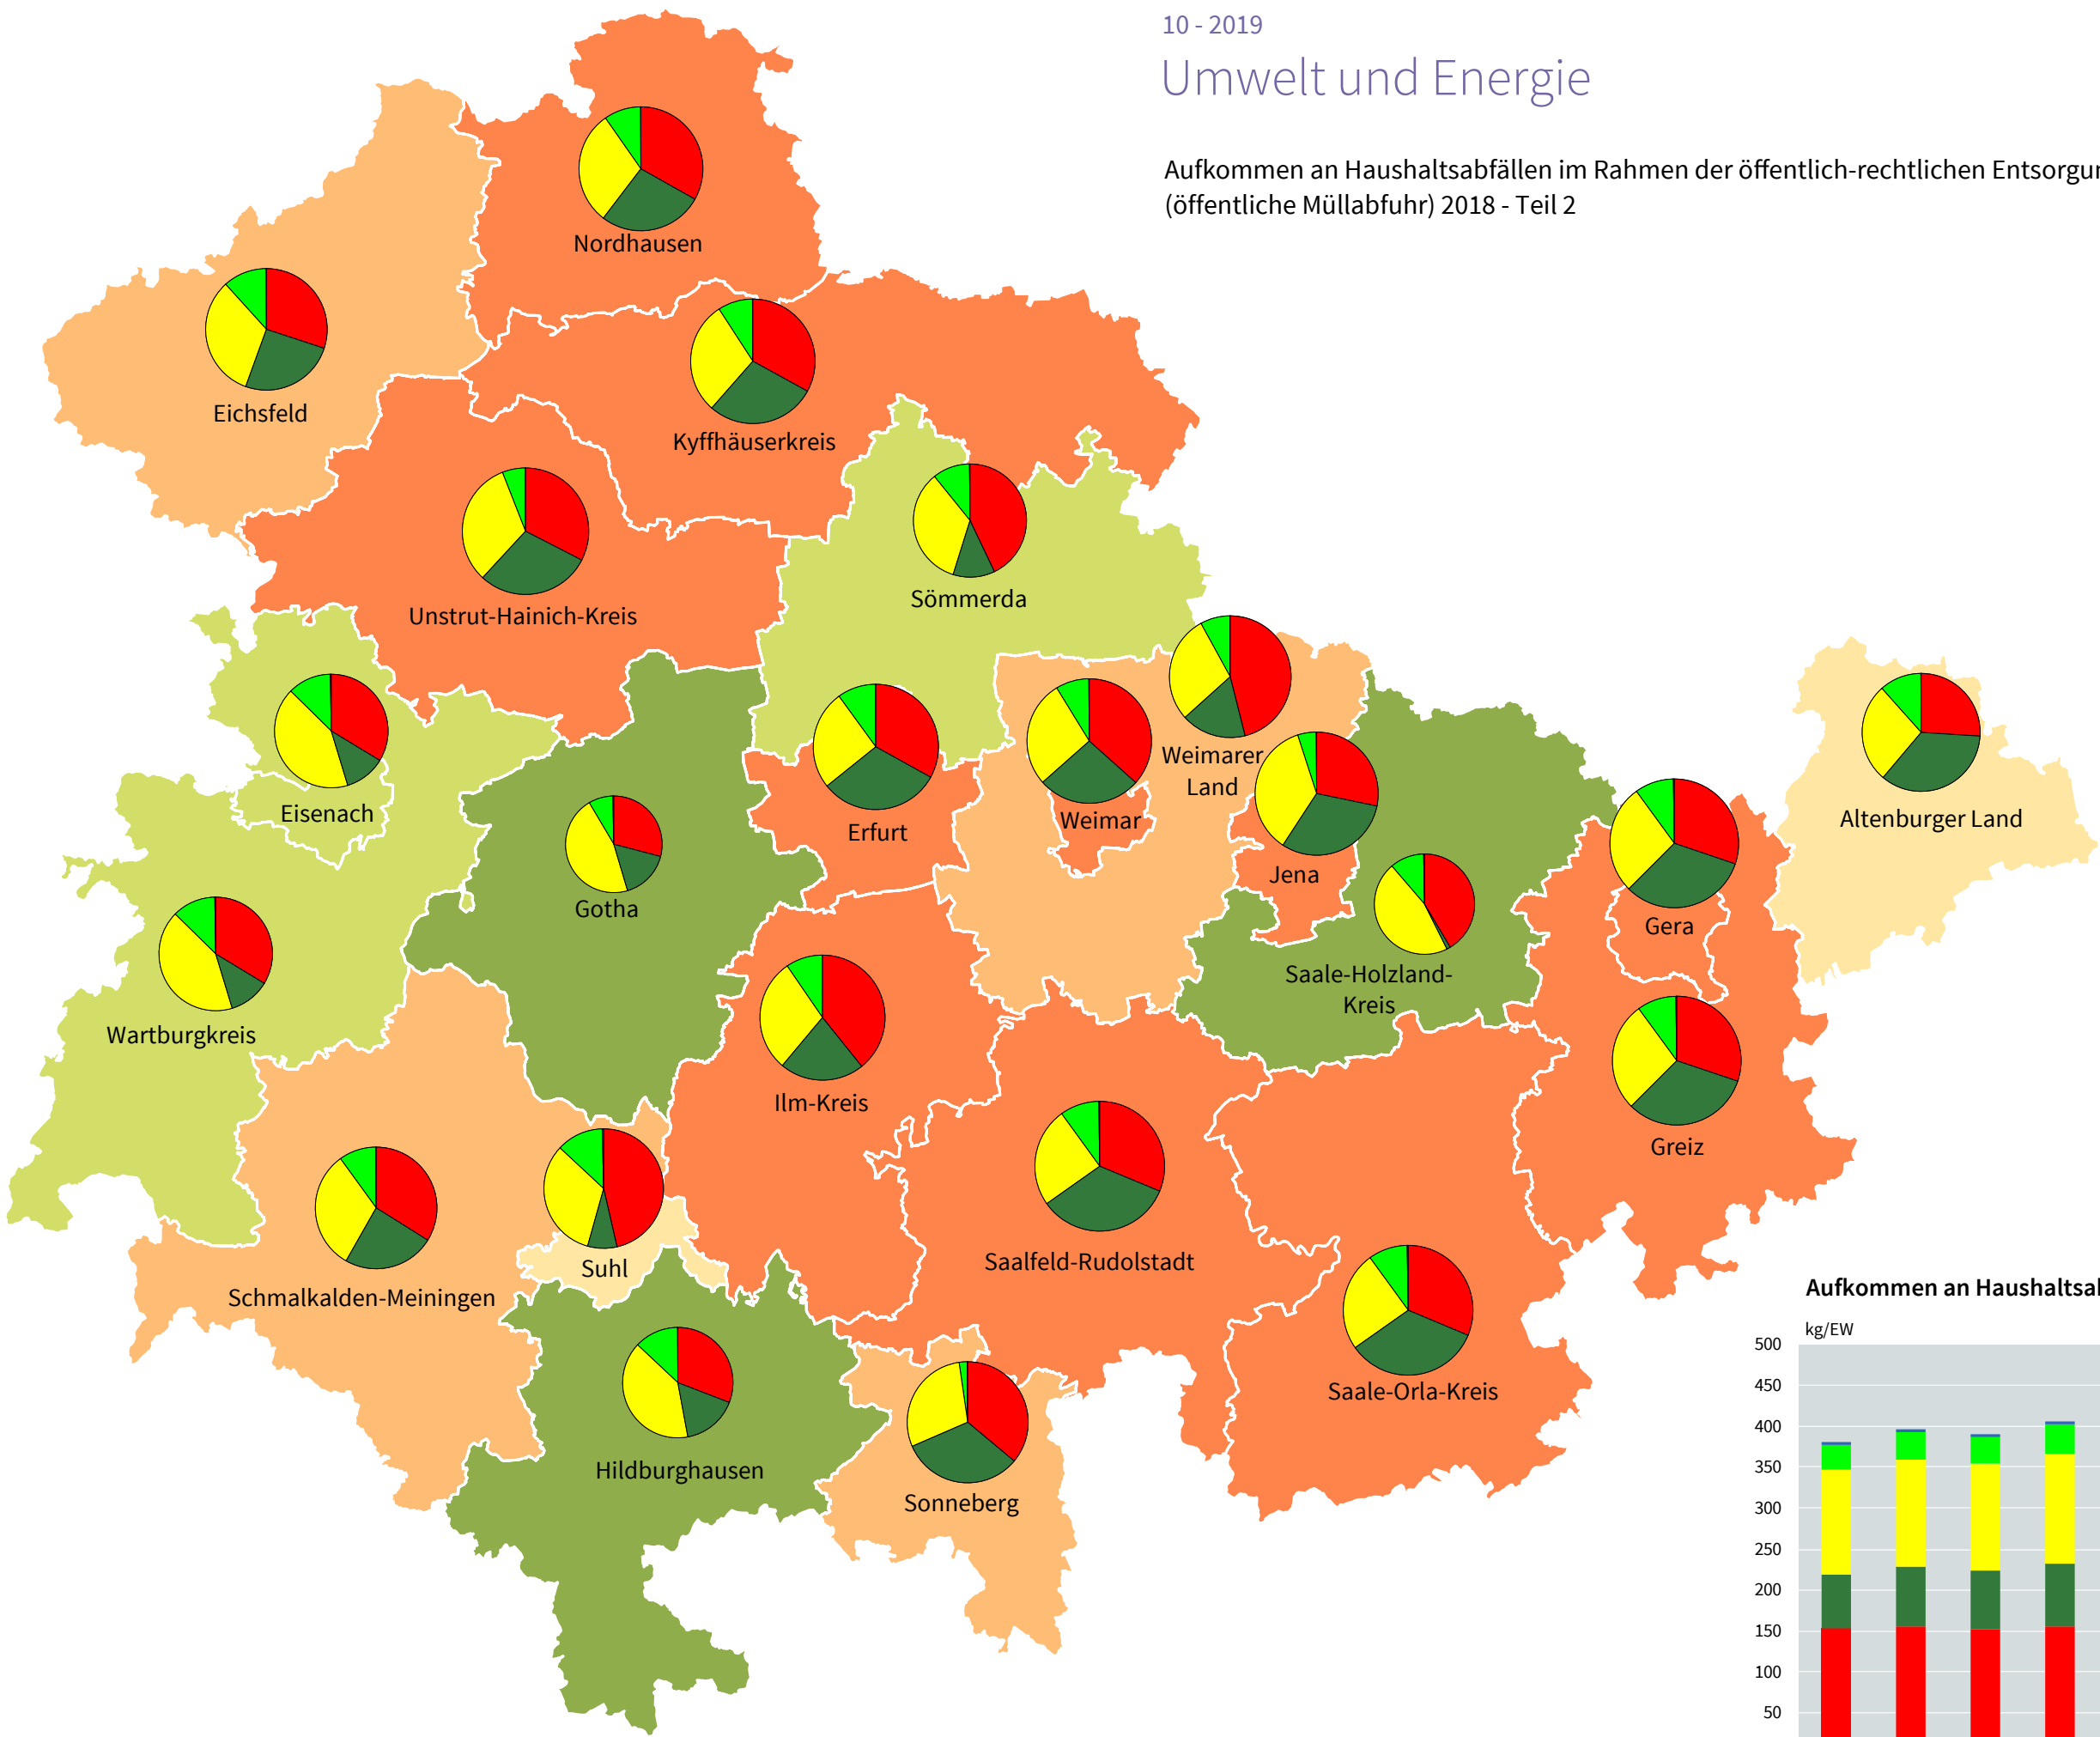 10 - 2019
Umwelt und Energie
Aufkommen an Haushaltsabfällen im Rahmen der öffentlich-rechtlichen
(öffentliche Müllabfuhr) 2018 - Teil 2
Nordhausen
Eichsfeld
Kyffhäuserkreis
Sömmerda
Unstrut-Hainich-Kreis
Weimarer
Land
Eisenach
Erfurt
Weimar
Altenburger Land
Jena
Gotha
Gera
Saale-Holzland-
Kreis
Wartburgkreis
Ilm-Kreis
Greiz
Saalfeld-Rudolstadt
Suhl
Schmalkalden-Meiningen
Saale-Orla-Kreis
Hildburghausen
Sonneberg
Aufkommen an
kg/EW
500
450
400
350
300
250
200
150
100
50